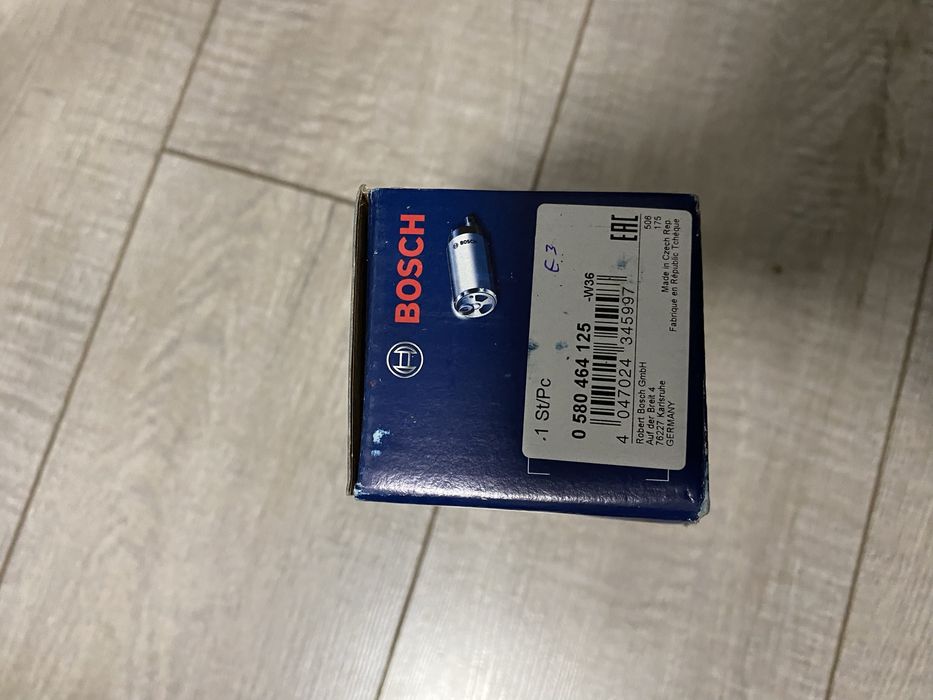 BOSCH
BOSCH
E3
1 St/Pc
0 580 464 125
-W36
4 047024 345997
EAC
Robert Bosch GmbH
Auf der Breit 4
76227 Karlsruhe
GERMANY
506
175
Made in Czech Rep.
Fabriqué en République Tchèque